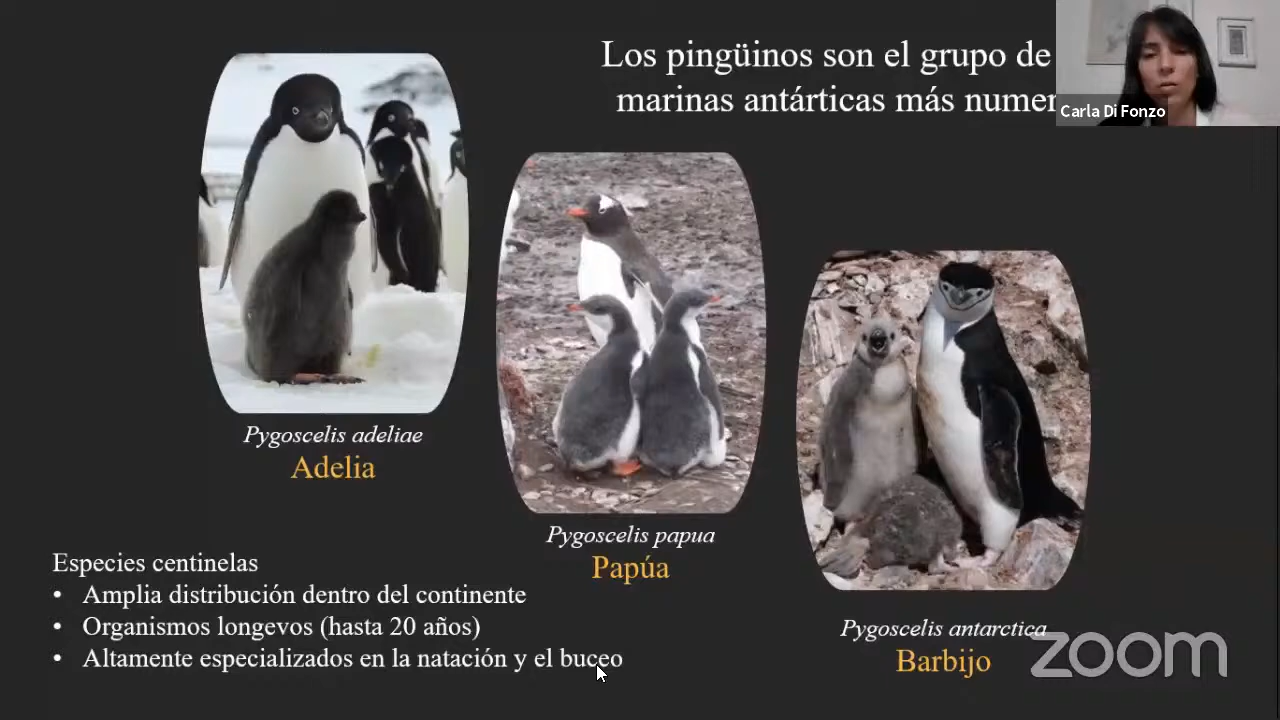 Los pingüinos son el grupo de
marinas antárticas más
Carla Di Fonzo
Pygoscelis adeliae
Adelia
Pygoscelis papua
Papúa
Pygoscelis antarctica
Barbijo
Especies centinelas
• Amplia distribución dentro del continente
• Organismos longevos (hasta 20 años)
• Altamente especializados en la natación y el buceo
zoom